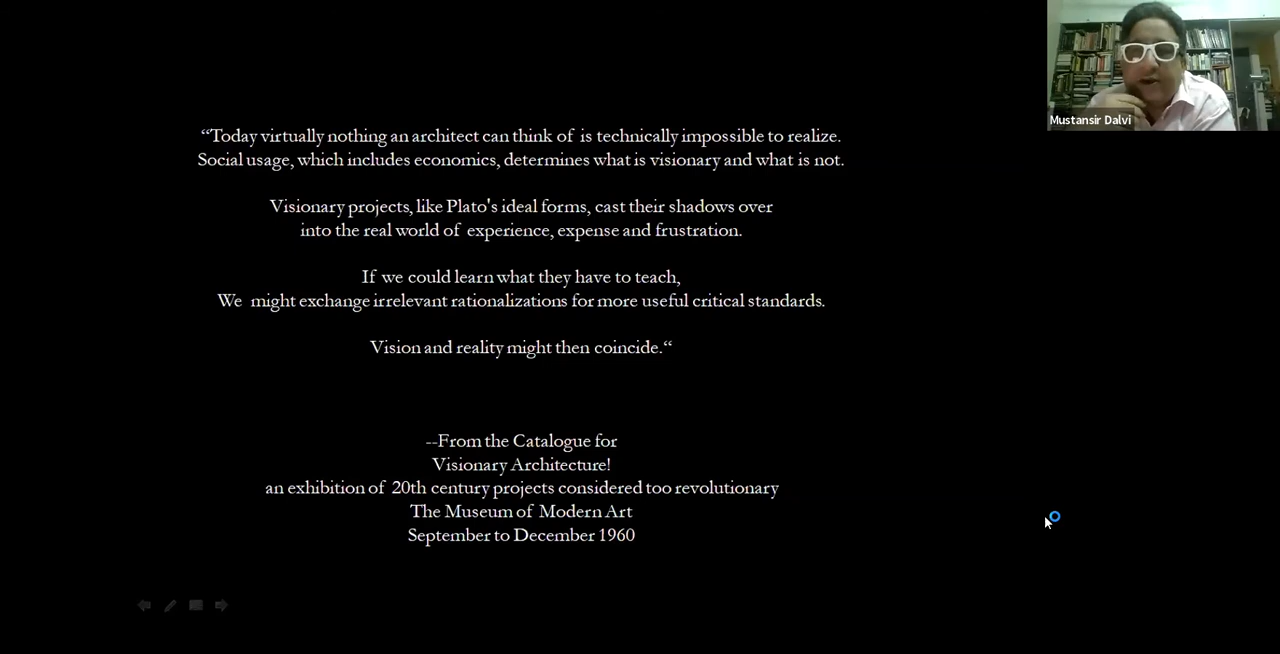 Mustansir Dalvi
“Today virtually nothing an architect can think of is technically impossible to realize.
Social usage, which includes economics, determines what is visionary and what is not.
Visionary projects, like Plato's ideal forms, cast their shadows over
into the real world of experience, expense and frustration.
If we could learn what they have to teach,
We might exchange irrelevant rationalizations for more useful critical standards.
Vision and reality might then coincide.“
--From the Catalogue for
Visionary Architecture!
an exhibition of 20th century projects considered too revolutionary
The Museum of Modern Art
September to December 1960